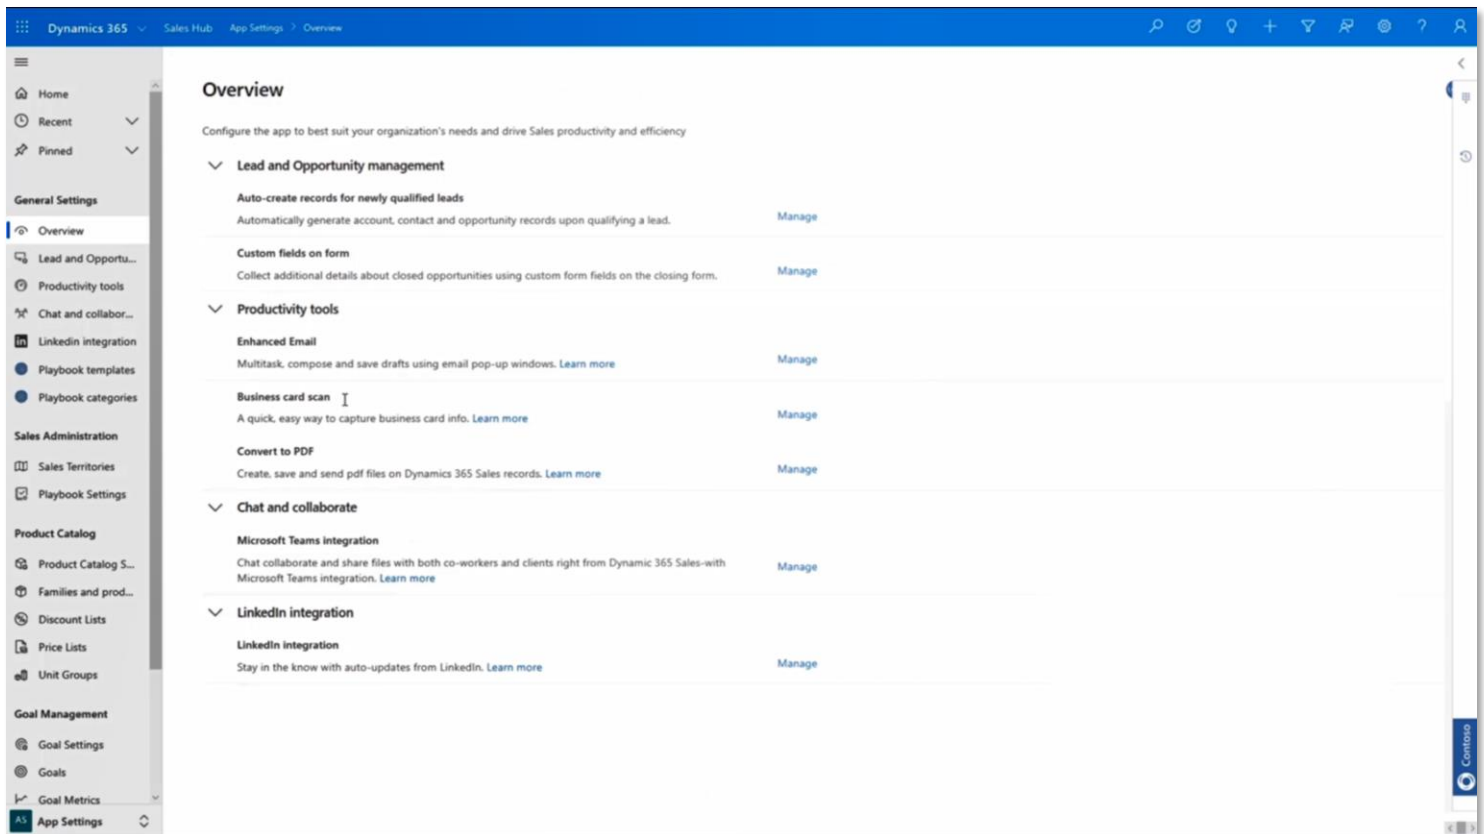 Dynamics 365 Sales Hub App Settings > Overview
Home
Recent
Pinned
General Settings
Overview
Lead and Opportu...
Productivity tools
Chat and collabor...
Linkedin integration
Playbook templates
Playbook categories
Sales Administration
Sales Territories
Playbook Settings
Product Catalog
Product Catalog S...
Families and prod...
Discount Lists
Price Lists
Unit Groups
Goal Management
Goal Settings
Goals
Goal Metrics
AS App Settings
Overview
Configure the app to best suit your organization's needs and drive Sales productivity and efficiency
Lead and Opportunity management
Auto-create records for newly qualified leads
Automatically generate account, contact and opportunity records upon qualifying a lead.
Manage
Custom fields on form
Collect additional details about closed opportunities using custom form fields on the closing form.
Manage
Productivity tools
Enhanced Email
Multitask, compose and save drafts using email pop-up windows. Learn more
Manage
Business card scan
A quick, easy way to capture business card info. Learn more
Manage
Convert to PDF
Create, save and send pdf files on Dynamics 365 Sales records. Learn more
Manage
Chat and collaborate
Microsoft Teams integration
Chat collaborate and share files with both co-workers and clients right from Dynamic 365 Sales-with
Microsoft Teams integration. Learn more
Manage
LinkedIn integration
LinkedIn integration
Stay in the know with auto-updates from LinkedIn. Learn more
Manage
Contoso